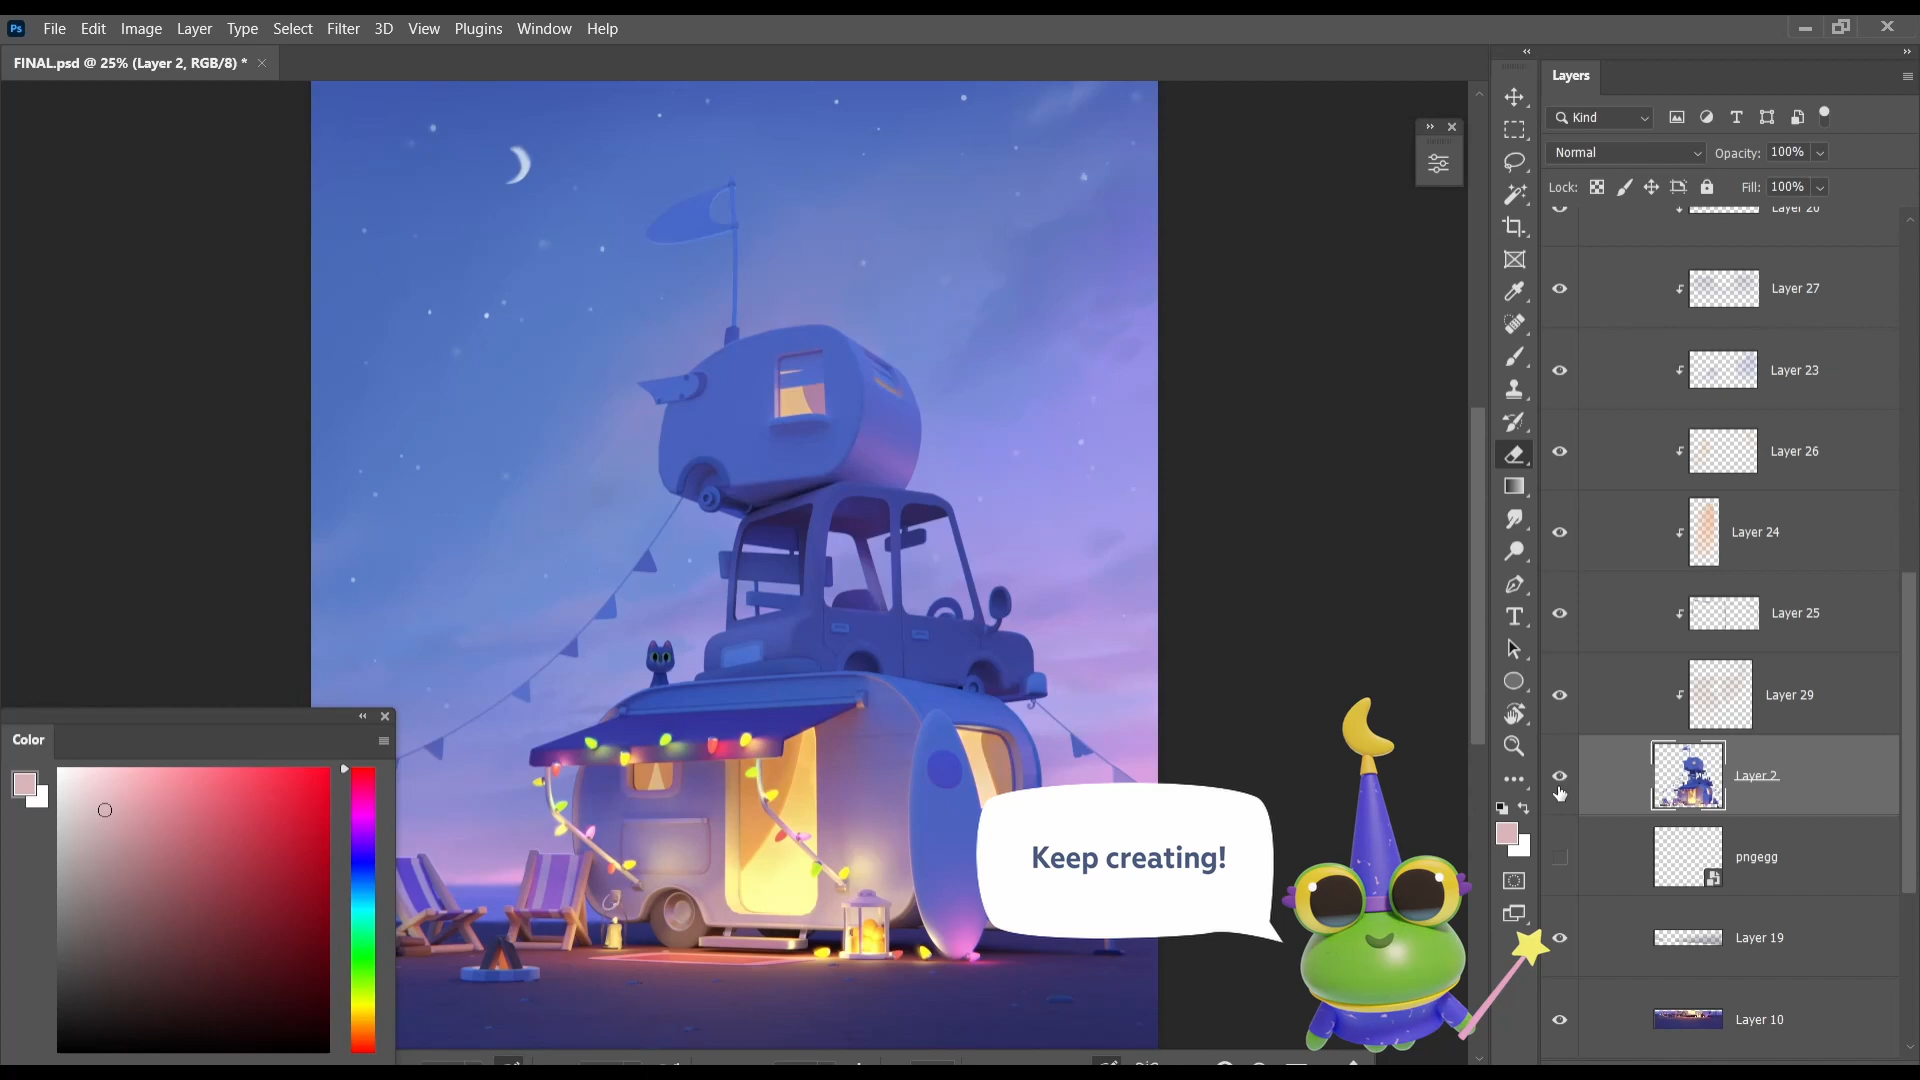 Ps File Edit Image Layer Type Select Filter 3D View Plugins Window Help
FINAL.psd @ 25% (Layer 2, RGB/8) *
Layers
Kind
Normal Opacity: 100%
Lock: Fill: 100%
Layer 20
Layer 27
Layer 23
Layer 26
Layer 24
Layer 25
Layer 29
Layer 2
pngegg
Layer 19
Layer 10
Color
Keep creating!